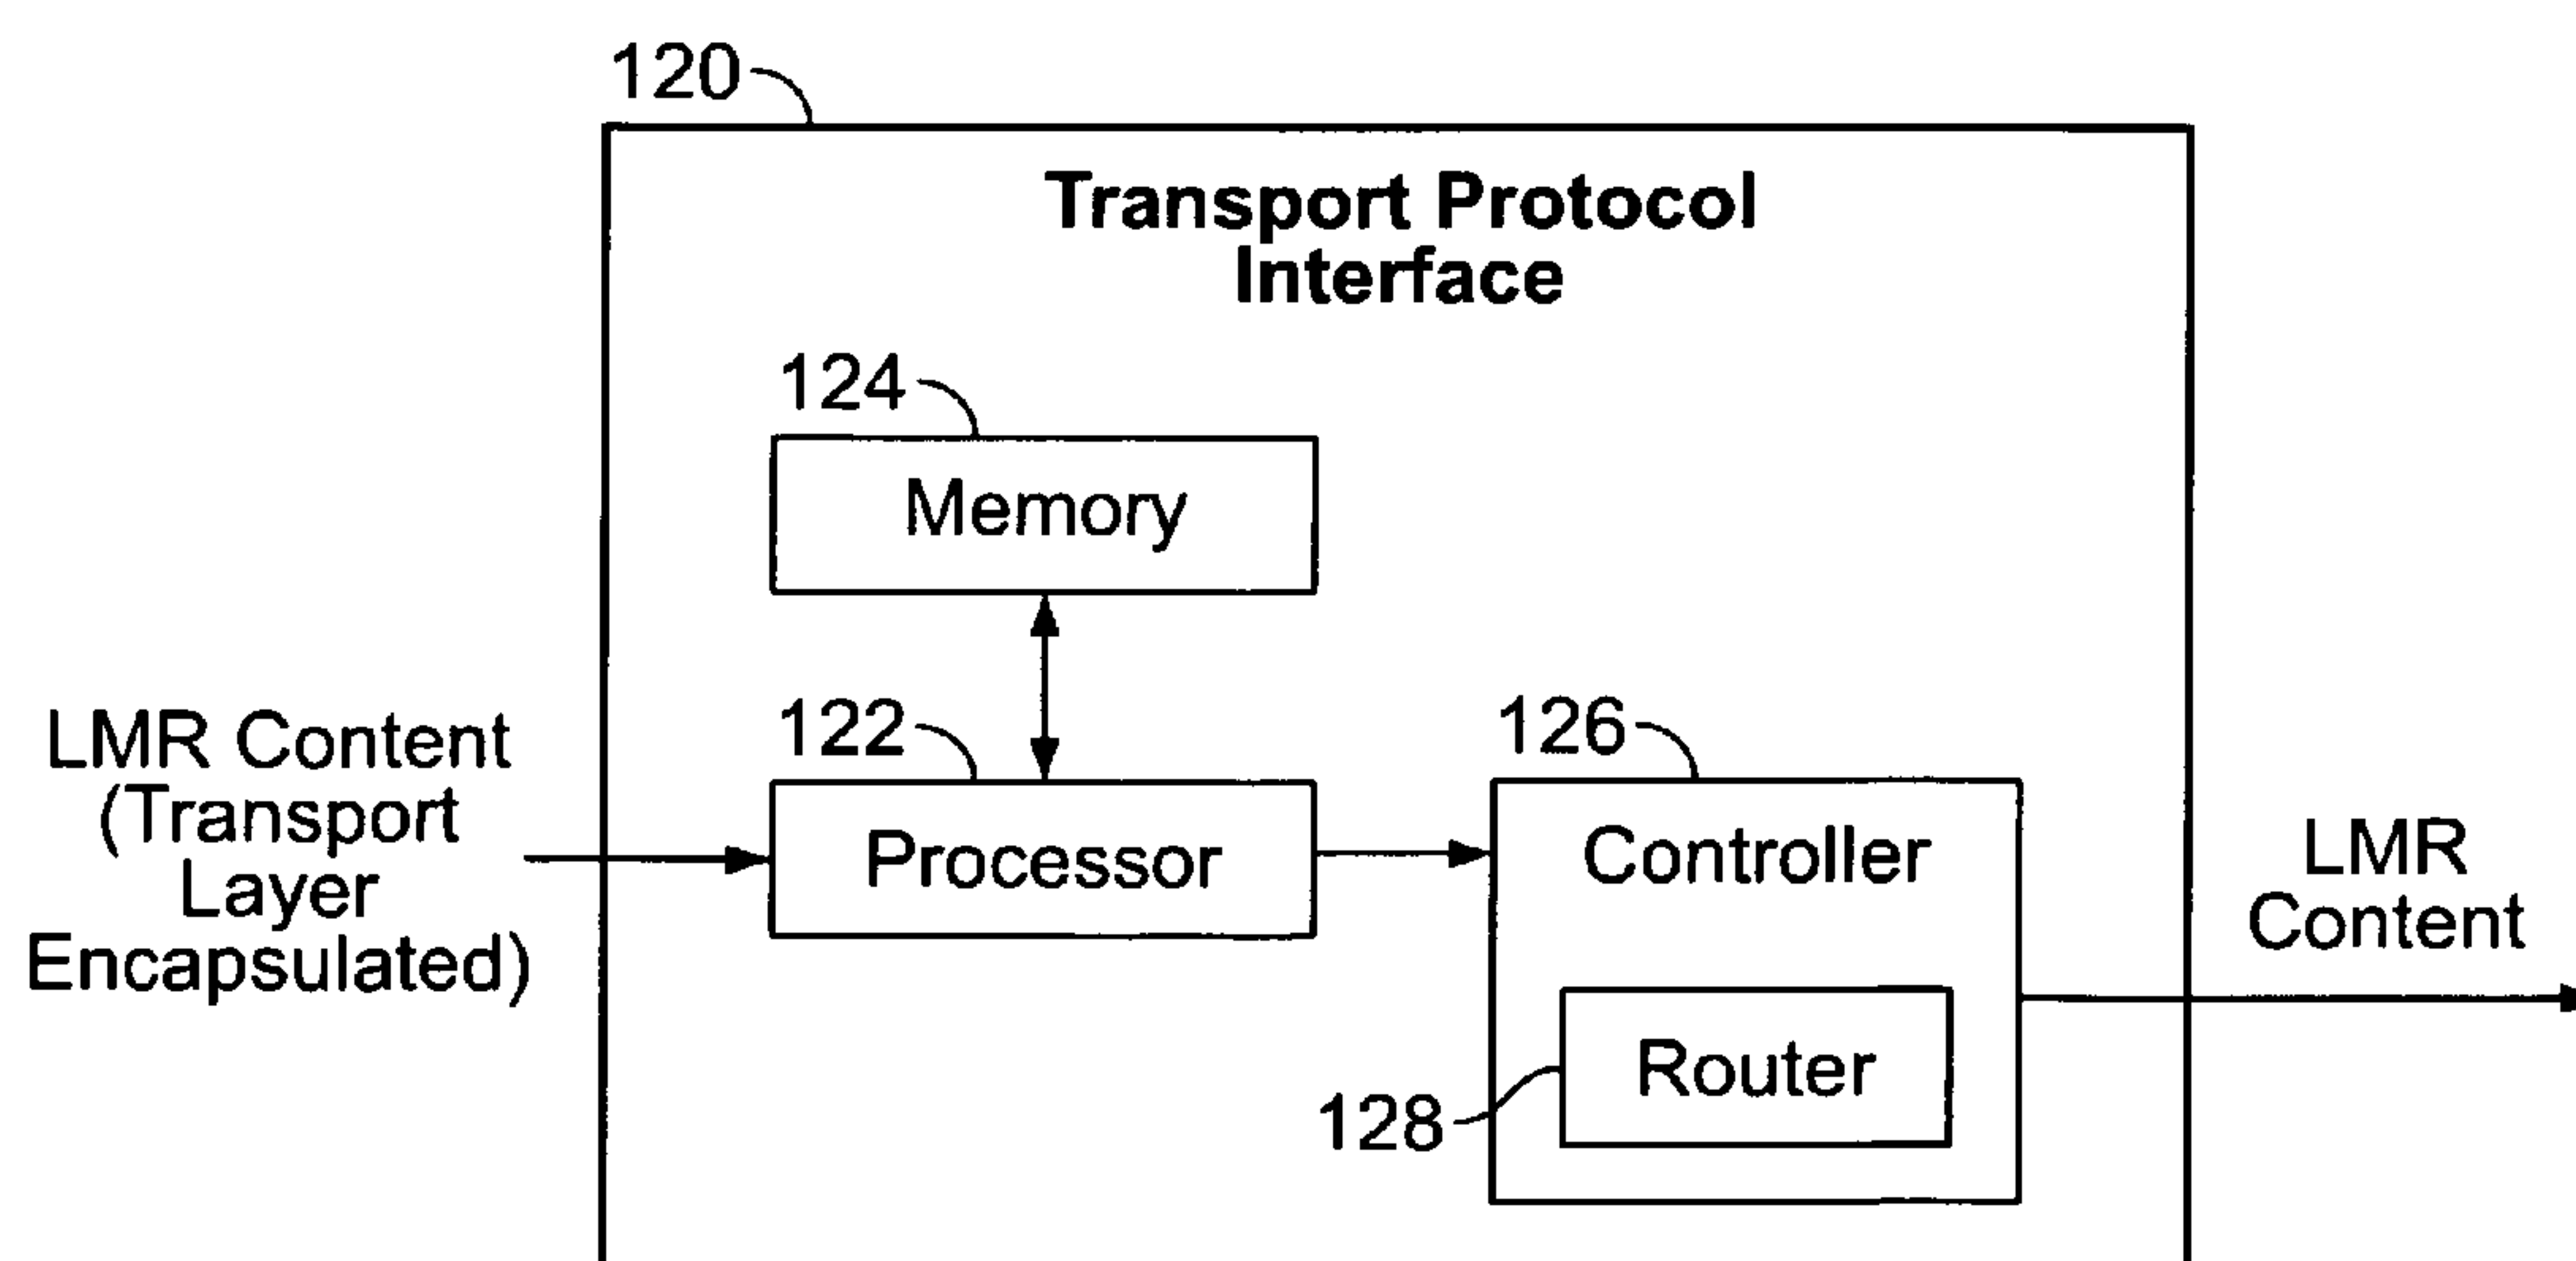 120
Transport Protocol
Interface
124
Memory
122
126
LMR Content
(Transport
Layer
Encapsulated)
Processor
Controller
LMR
Content
128
Router